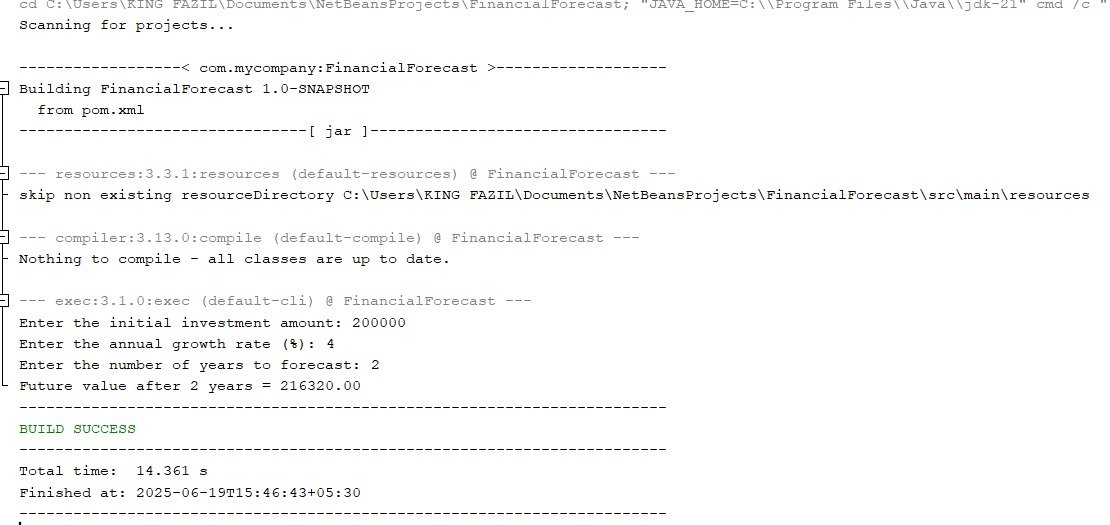 cd C:\Users\KING FAZIL\Documents\NetBeansProjects\FinancialForecast; "JAVA_HOME=C:\\Program Files\\Java\\jdk-21" cmd /c "
Scanning for projects...
------------------< com.mycompany:FinancialForecast >-------------------
Building FinancialForecast 1.0-SNAPSHOT
  from pom.xml
--------------------------------[ jar ]---------------------------------
--- resources:3.3.1:resources (default-resources) @ FinancialForecast ---
skip non existing resourceDirectory C:\Users\KING FAZIL\Documents\NetBeansProjects\FinancialForecast\src\main\resources
--- compiler:3.13.0:compile (default-compile) @ FinancialForecast ---
Nothing to compile - all classes are up to date.
--- exec:3.1.0:exec (default-cli) @ FinancialForecast ---
Enter the initial investment amount: 200000
Enter the annual growth rate (%): 4
Enter the number of years to forecast: 2
Future value after 2 years = 216320.00
------------------------------------------------------------------------
BUILD SUCCESS
------------------------------------------------------------------------
Total time:  14.361 s
Finished at: 2025-06-19T15:46:43+05:30
------------------------------------------------------------------------